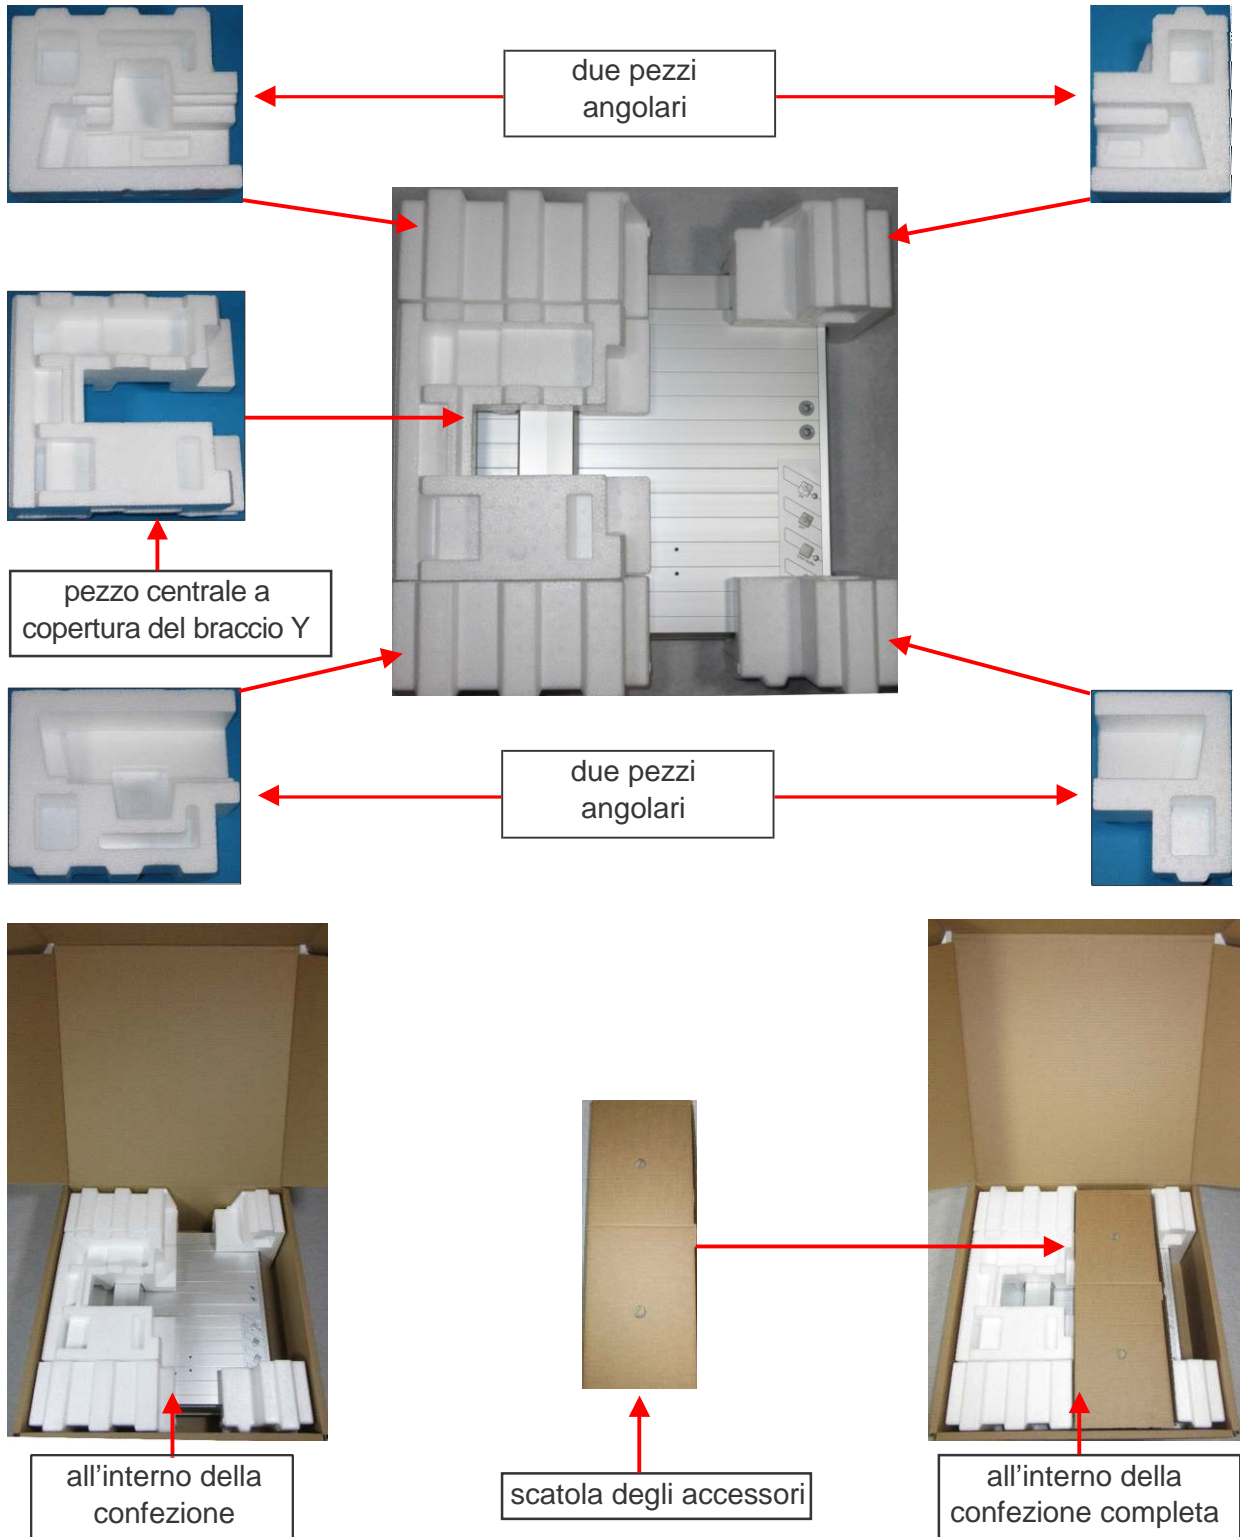 due pezzi
angolari
pezzo centrale a
copertura del braccio Y
due pezzi
angolari
all'interno della
confezione
scatola degli accessori
all'interno della
confezione completa